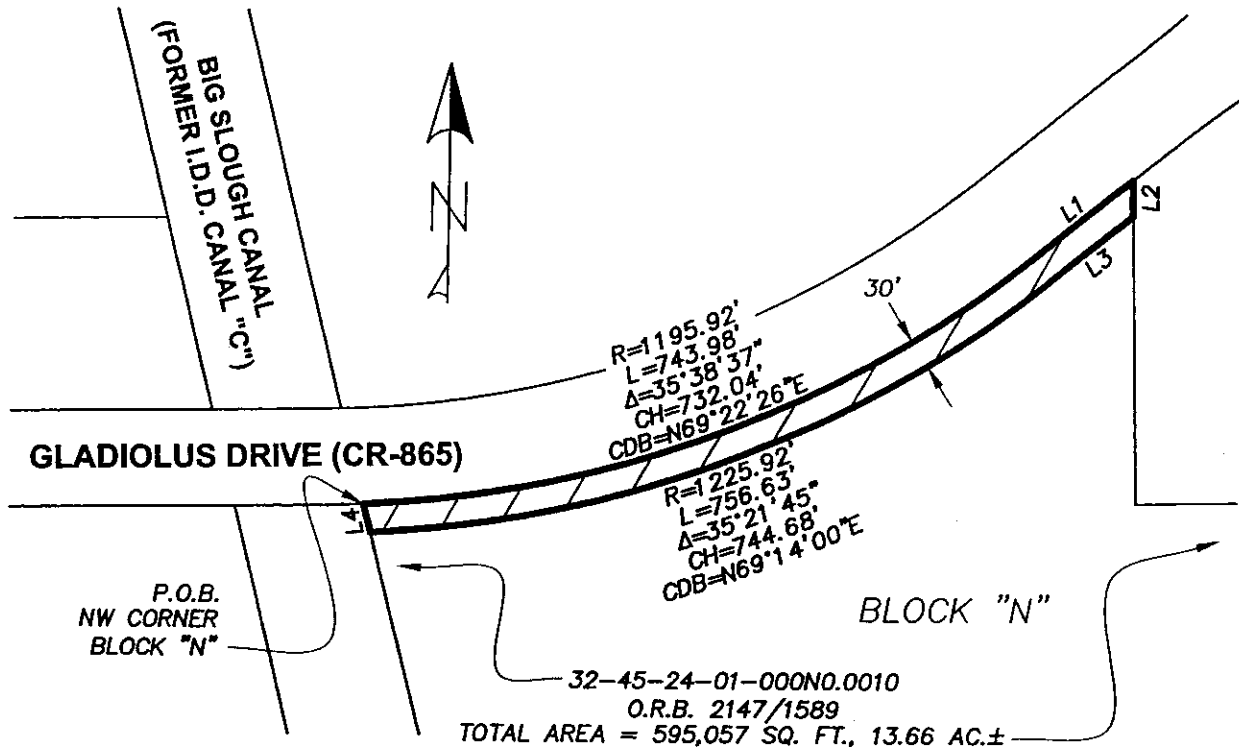 BIG SLOUGH CANAL
(FORMER I.D.D. CANAL "C")
N
L1
L2
L3
30'
R=1195.92'
L=743.98'
Δ=35°38'37"
CH=732.04'
CDB=N69°22'26"E
GLADIOLUS DRIVE (CR-865)
L4
R=1225.92'
L=756.63'
Δ=35°21'45"
CH=744.68'
CDB=N69°14'00"E
P.O.B.
NW CORNER
BLOCK "N"
BLOCK "N"
32-45-24-01-000N0.0010
O.R.B. 2147/1589
TOTAL AREA = 595,057 SQ. FT., 13.66 AC.±